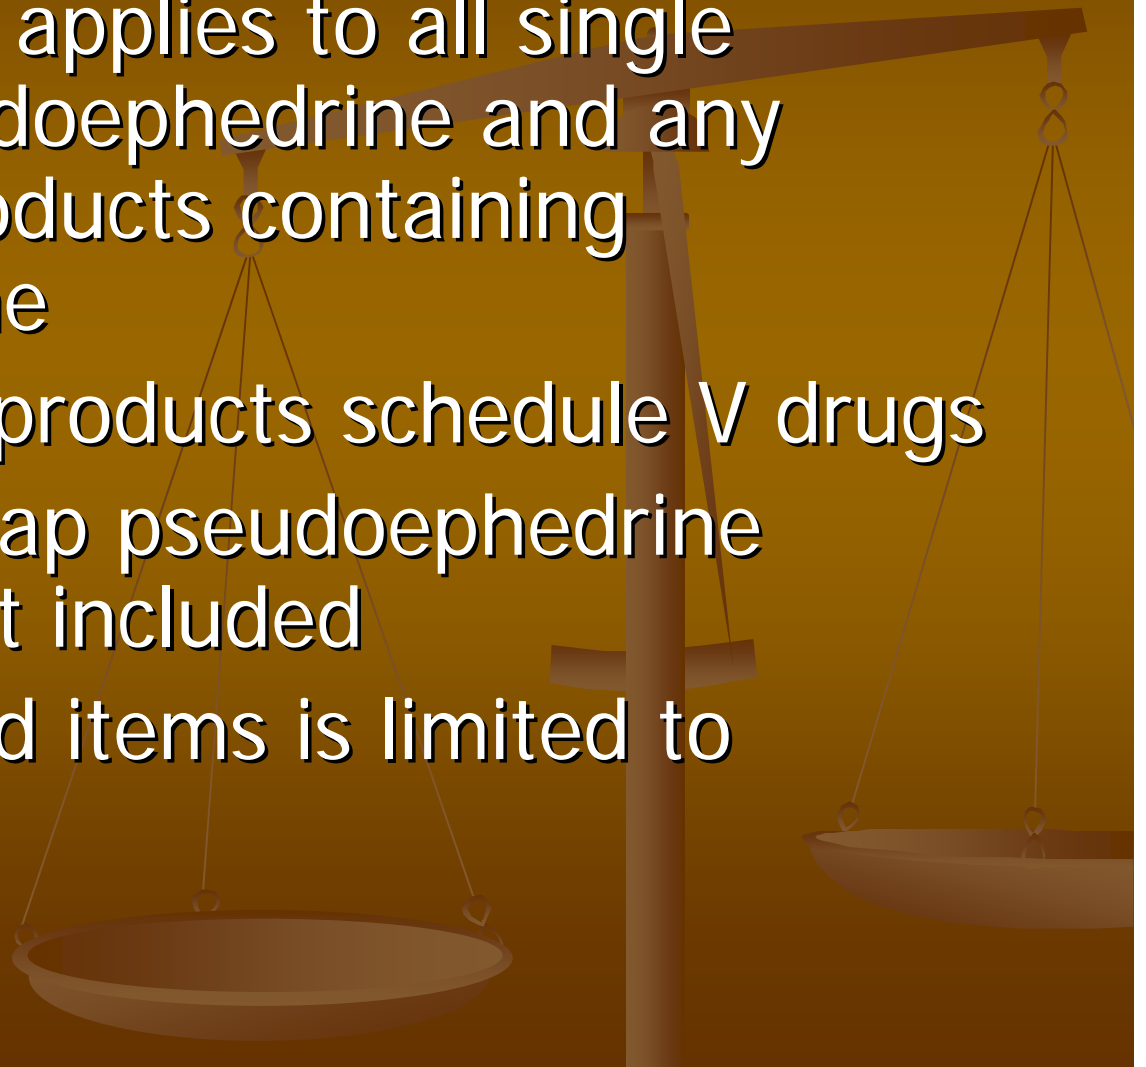 applies to all single
doephedrine and any
oducts containing
e
products schedule V drugs
ap pseudoephedrine
t included
d items is limited to